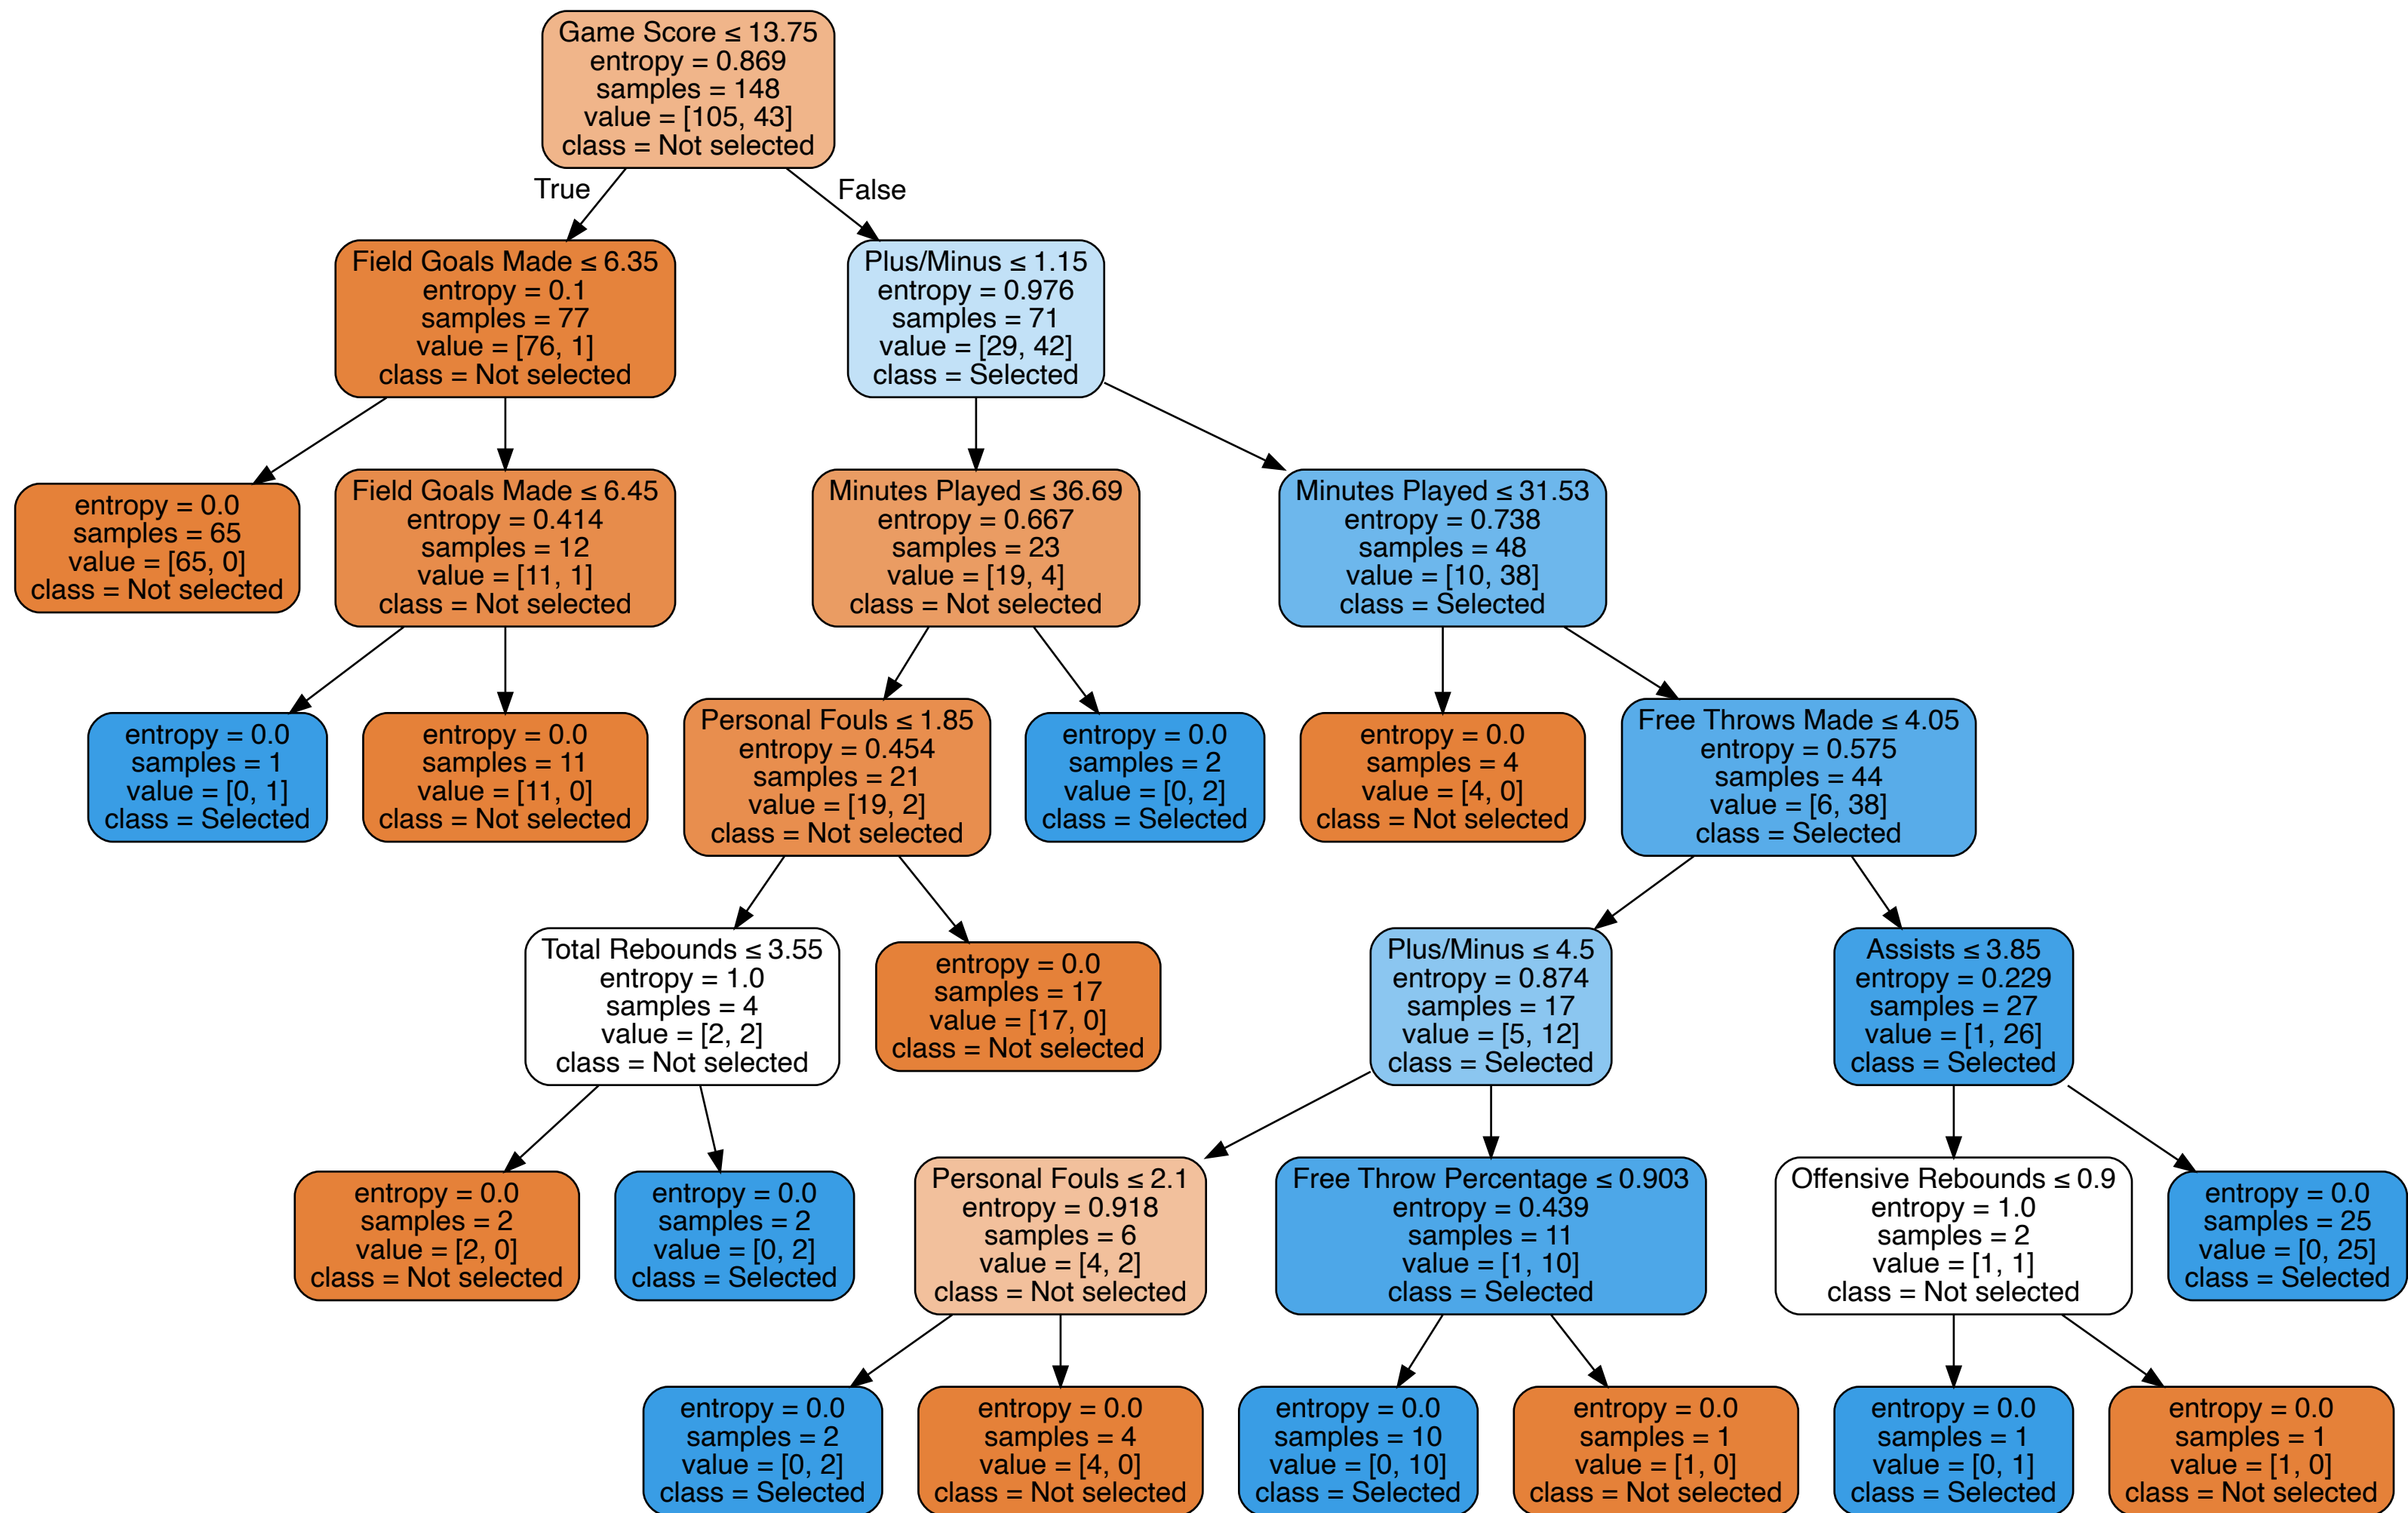 Game Score ≤ 13.75
entropy = 0.869
samples = 148
value = [105, 43]
class = Not selected
True
False
Field Goals Made ≤ 6.35
entropy = 0.1
samples = 77
value = [76, 1]
class = Not selected
Plus/Minus ≤ 1.15
entropy = 0.976
samples = 71
value = [29, 42]
class = Selected
entropy = 0.0
samples = 65
value = [65, 0]
class = Not selected
Field Goals Made ≤ 6.45
entropy = 0.414
samples = 12
value = [11, 1]
class = Not selected
Minutes Played ≤ 36.69
entropy = 0.667
samples = 23
value = [19, 4]
class = Not selected
Minutes Played ≤ 31.53
entropy = 0.738
samples = 48
value = [10, 38]
class = Selected
entropy = 0.0
samples = 1
value = [0, 1]
class = Selected
entropy = 0.0
samples = 11
value = [11, 0]
class = Not selected
Personal Fouls ≤ 1.85
entropy = 0.454
samples = 21
value = [19, 2]
class = Not selected
entropy = 0.0
samples = 2
value = [0, 2]
class = Selected
entropy = 0.0
samples = 4
value = [4, 0]
class = Not selected
Free Throws Made ≤ 4.05
entropy = 0.575
samples = 44
value = [6, 38]
class = Selected
Total Rebounds ≤ 3.55
entropy = 1.0
samples = 4
value = [2, 2]
class = Not selected
entropy = 0.0
samples = 17
value = [17, 0]
class = Not selected
Plus/Minus ≤ 4.5
entropy = 0.874
samples = 17
value = [5, 12]
class = Selected
Assists ≤ 3.85
entropy = 0.229
samples = 27
value = [1, 26]
class = Selected
entropy = 0.0
samples = 2
value = [2, 0]
class = Not selected
entropy = 0.0
samples = 2
value = [0, 2]
class = Selected
Personal Fouls ≤ 2.1
entropy = 0.918
samples = 6
value = [4, 2]
class = Not selected
Free Throw Percentage ≤ 0.903
entropy = 0.439
samples = 11
value = [1, 10]
class = Selected
Offensive Rebounds ≤ 0.9
entropy = 1.0
samples = 2
value = [1, 1]
class = Not selected
entropy = 0.0
samples = 25
value = [0, 25]
class = Selected
entropy = 0.0
samples = 2
value = [0, 2]
class = Selected
entropy = 0.0
samples = 4
value = [4, 0]
class = Not selected
entropy = 0.0
samples = 10
value = [0, 10]
class = Selected
entropy = 0.0
samples = 1
value = [1, 0]
class = Not selected
entropy = 0.0
samples = 1
value = [0, 1]
class = Selected
entropy = 0.0
samples = 1
value = [1, 0]
class = Not selected